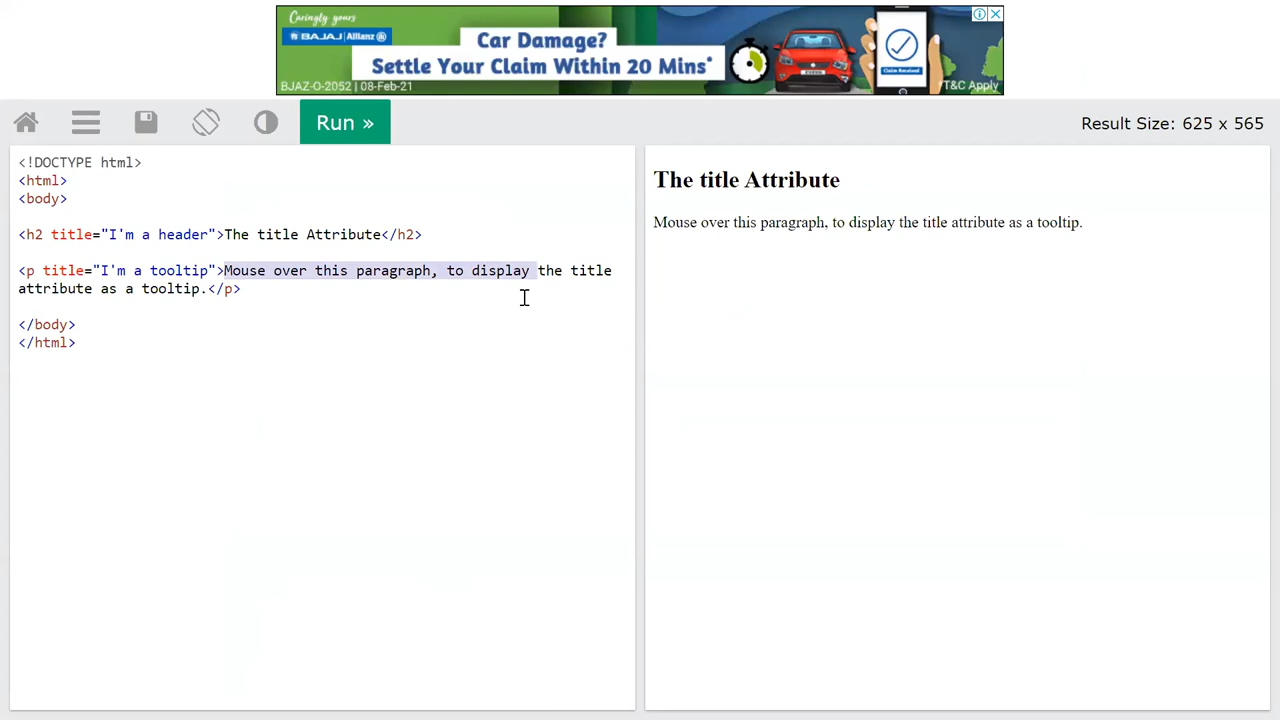 Caringly yours
BAJAJ | Allianz
Car Damage?
Settle Your Claim Within 20 Mins*
Claim Received
BJAZ-O-2052 | 08-Feb-21
*T&C Apply
Run »
Result Size: 625 x 565
<!DOCTYPE html>
<html>
<body>
<h2 title="I'm a header">The title Attribute</h2>
<p title="I'm a tooltip">Mouse over this paragraph, to display the title
attribute as a tooltip.</p>
</body>
</html>
The title Attribute
Mouse over this paragraph, to display the title attribute as a tooltip.